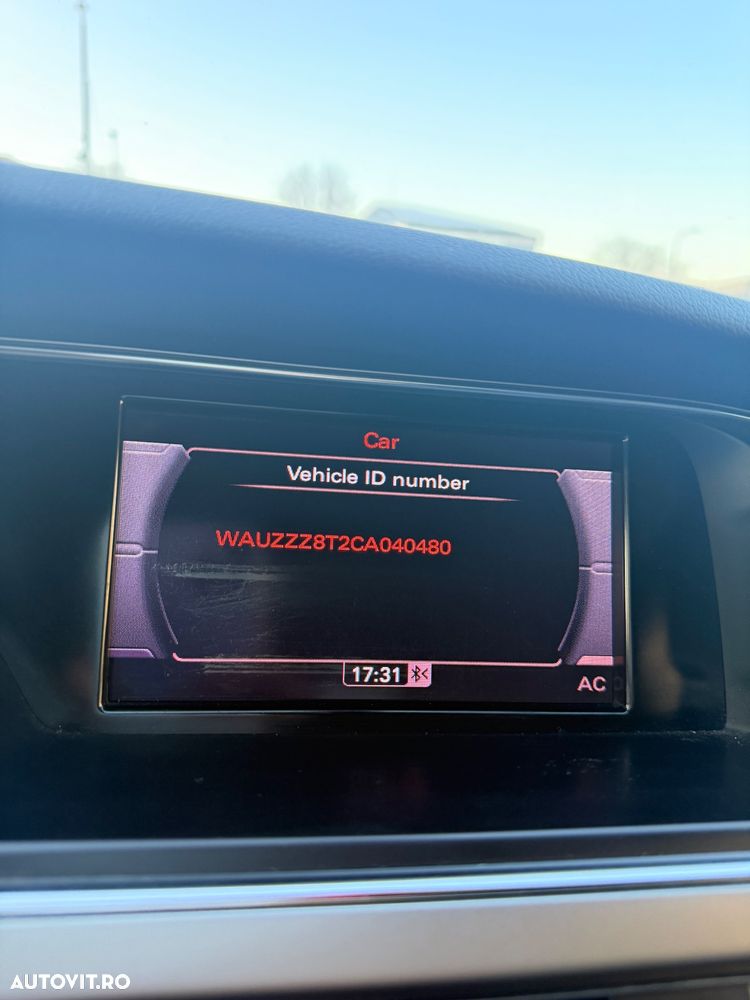 Car
Vehicle ID number
WAUZZZ8T2CA040480
17:31
AC
AUTOVIT.RO